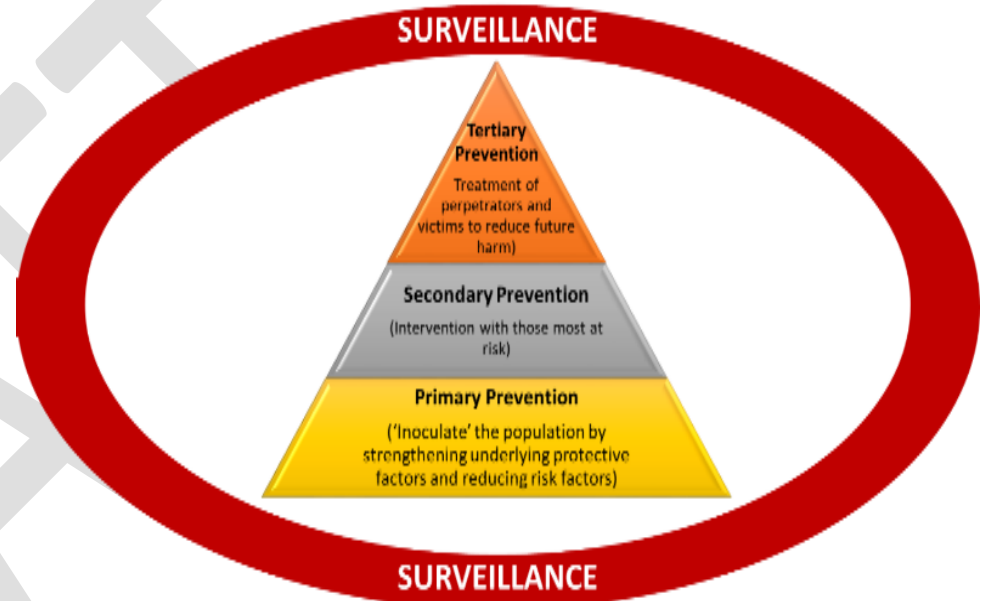 SURVEILLANCE
Tertiary
Prevention
Treatment of
perpetrators and
victims to reduce future
harm)
Secondary Prevention
(Intervention with those most at
risk)
Primary Prevention
('Inoculate' the population by
strengthening underlying protective
factors and reducing risk factors)
SURVEILLANCE